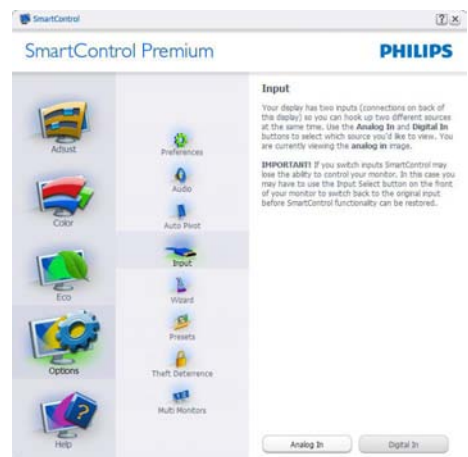 SmartControl
SmartControl Premium
PHILIPS
Adjust
Color
Eco
Options
Help
Preferences
Audio
Auto Pivot
Input
Wizard
Presets
Theft Deterrence
Multi Monitors
Input
Your display has two inputs (connections on back of
the display) so you can hook up two different sources
at the same time. Use the Analog In and Digital In
buttons to select which source you'd like to view. You
are currently viewing the analog in image.
IMPORTANT! If you switch inputs SmartControl may
lose the ability to control your monitor. In this case you
may have to use the Input Select button on the front
of your monitor to switch back to the original input
before SmartControl functionality can be restored.
Analog In
Digital In